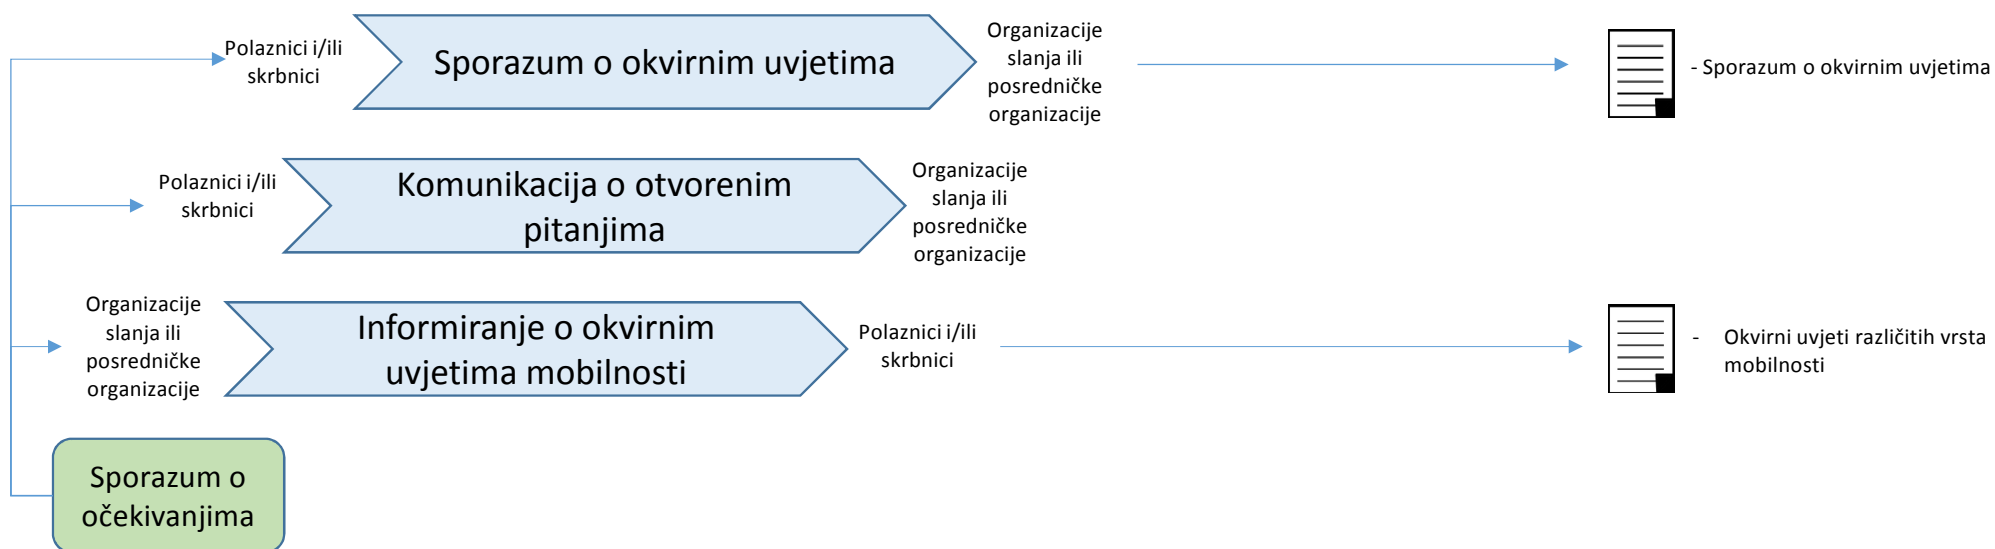 Polaznici i/ili
skrbnici
Sporazum o okvirnim uvjetima
Organizacije
slanja ili
posredničke
organizacije
- Sporazum o okvirnim uvjetima
Polaznici i/ili
skrbnici
Komunikacija o otvorenim
pitanjima
Organizacije
slanja ili
posredničke
organizacije
Organizacije
slanja ili
posredničke
organizacije
Informiranje o okvirnim
uvjetima mobilnosti
Polaznici i/ili
skrbnici
- Okvirni uvjeti različitih vrsta
mobilnosti
Sporazum o
očekivanjima